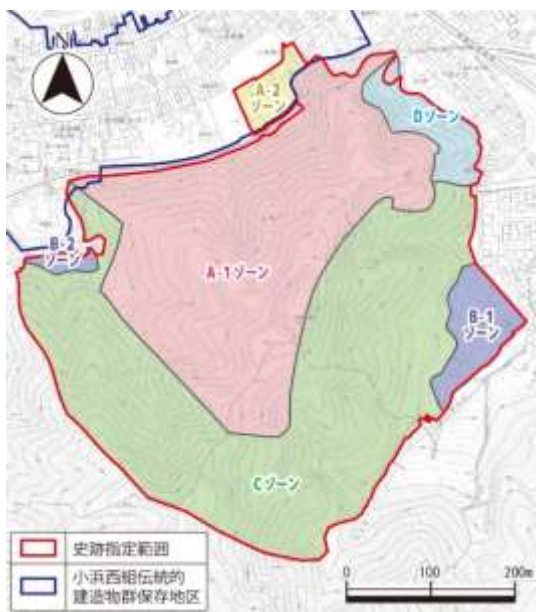 N
A-2
ゾーン
Dゾーン
B-2
ゾーン
A-1ゾーン
B-1
ゾーン
Cゾーン
史跡指定範囲
小浜西組伝統的
建造物群保存地区
0 100 200m